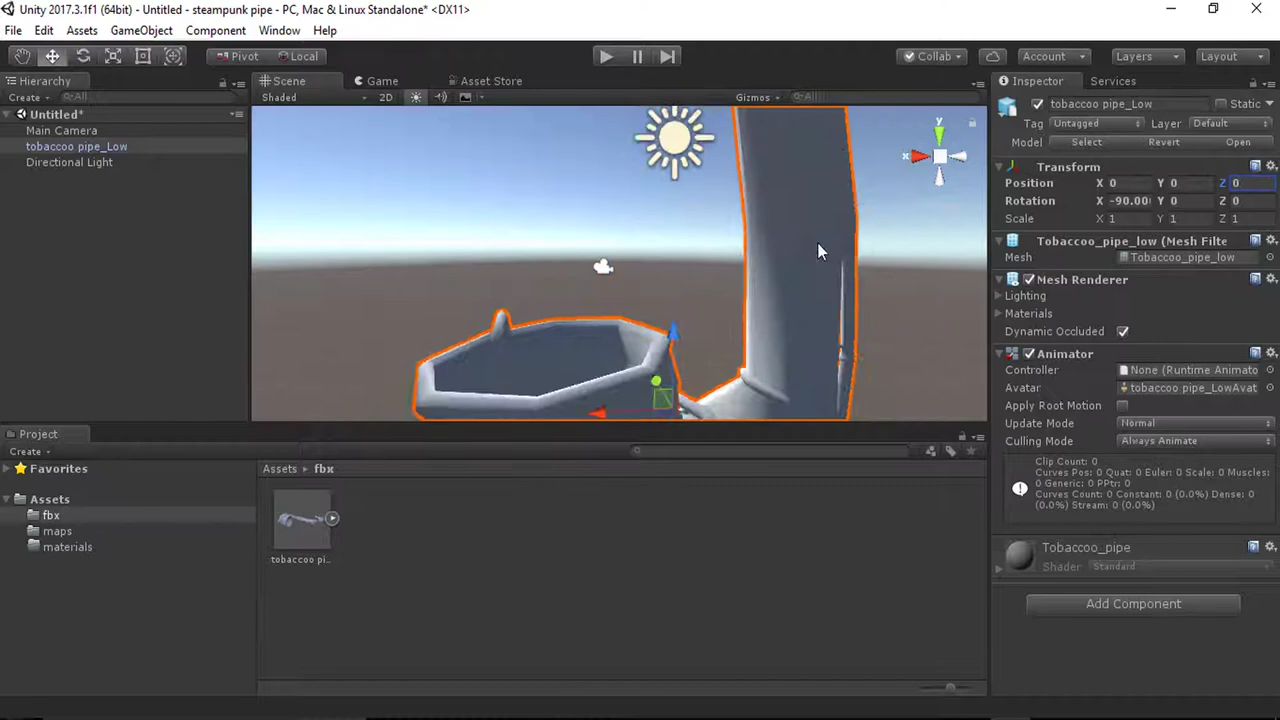 Unity 2017.3.1f1 (64bit) - Untitled - steampunk pipe - PC, Mac & Linux Standalone* <DX11>
File Edit Assets GameObject Component Window Help
Pivot Local Collab Account Layers Layout
Hierarchy Scene Game Asset Store Inspector Services
Create All Shaded 2D Gizmos All
Untitled*
Main Camera
tobaccoo pipe_Low
Directional Light
y
x
tobaccoo pipe_Low Static
Tag Untagged Layer Default
Model Select Revert Open
Transform
Position X 0 Y 0 Z 0
Rotation X -90.00 Y 0 Z 0
Scale X 1 Y 1 Z 1
Tobaccoo_pipe_low (Mesh Filte
Mesh Tobaccoo_pipe_low
Mesh Renderer
Lighting
Materials
Dynamic Occluded
Animator
Controller None (Runtime Animato
Avatar tobaccoo pipe_LowAvat
Apply Root Motion
Update Mode Normal
Culling Mode Always Animate
Clip Count: 0
Curves Pos: 0 Quat: 0 Euler: 0 Scale: 0 Muscles:
0 Generic: 0 PPtr: 0
Curves Count: 0 Constant: 0 (0.0%) Dense: 0
(0.0%) Stream: 0 (0.0%)
Tobaccoo_pipe
Shader Standard
Add Component
Project
Create
Favorites
Assets
fbx
maps
materials
Assets fbx
tobaccoo pi...